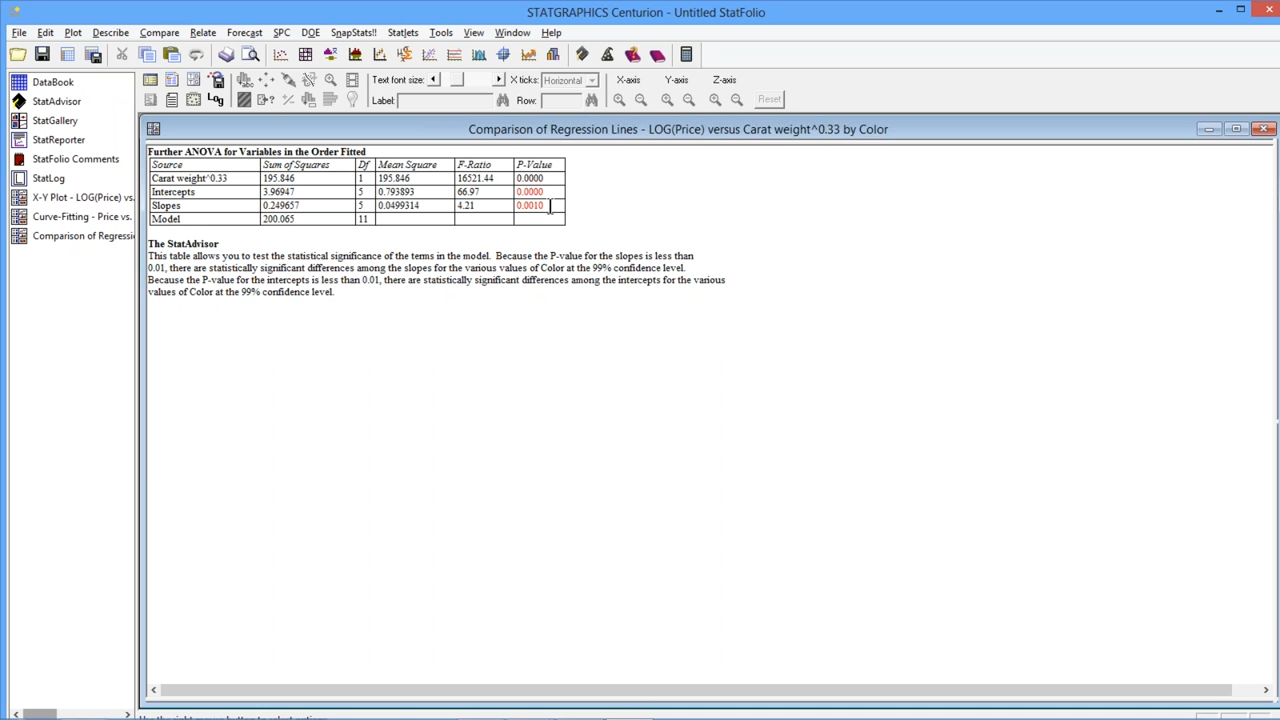 STATGRAPHICS Centurion - Untitled StatFolio
File Edit Plot Describe Compare Relate Forecast SPC DOE SnapStats!! StatJets Tools View Window Help
Text font size: X ticks: Horizontal X-axis Y-axis Z-axis
Log Label: Row: Reset
DataBook
StatAdvisor
StatGallery
StatReporter
StatFolio Comments
StatLog
X-Y Plot - LOG(Price) vs
Curve-Fitting - Price vs.
Comparison of Regressi
Comparison of Regression Lines - LOG(Price) versus Carat weight^0.33 by Color
Further ANOVA for Variables in the Order Fitted
Source Sum of Squares Df Mean Square F-Ratio P-Value
Carat weight^0.33 195.846 1 195.846 16521.44 0.0000
Intercepts 3.96947 5 0.793893 66.97 0.0000
Slopes 0.249657 5 0.0499314 4.21 0.0010
Model 200.065 11
The StatAdvisor
This table allows you to test the statistical significance of the terms in the model. Because the P-value for the slopes is less than
0.01, there are statistically significant differences among the slopes for the various values of Color at the 99% confidence level.
Because the P-value for the intercepts is less than 0.01, there are statistically significant differences among the intercepts for the various
values of Color at the 99% confidence level.